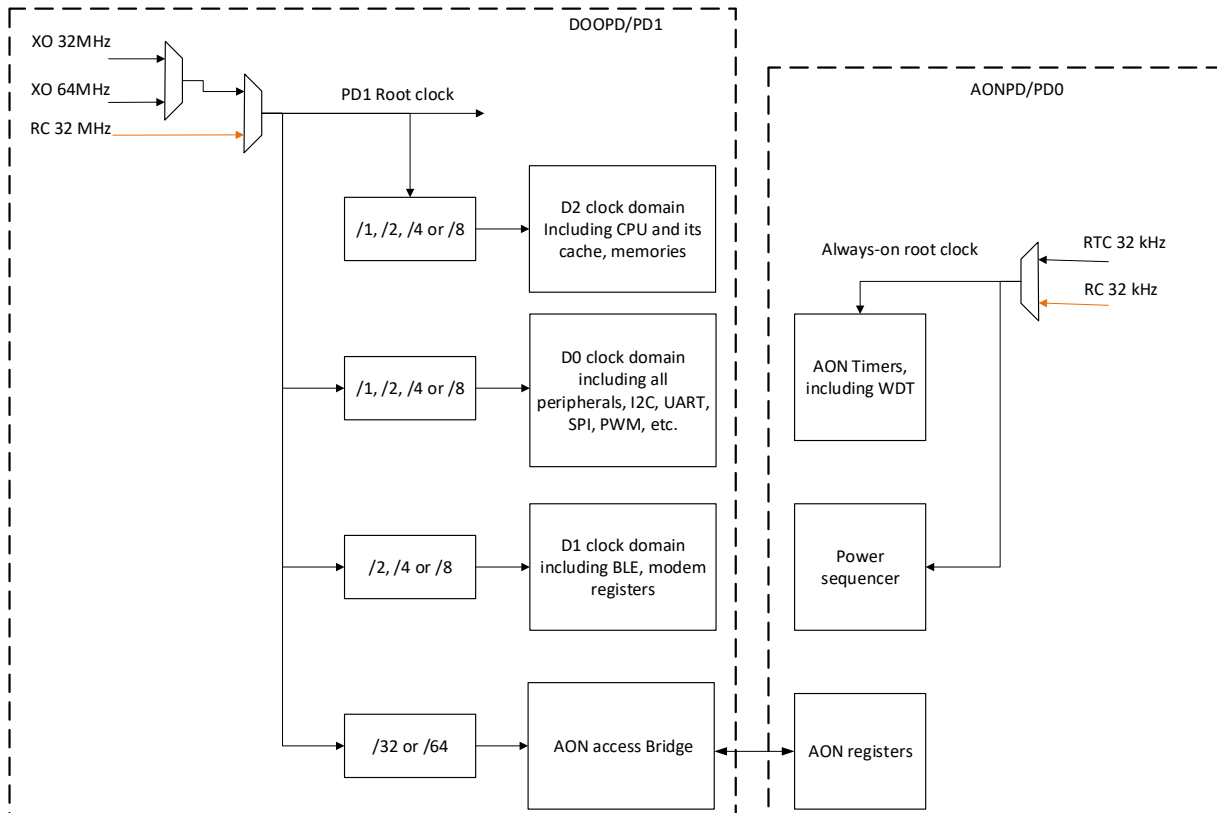 DOOPD/PD1
XO 32MHz
XO 64MHz
RC 32 MHz
PD1 Root clock
/1, /2, /4 or /8
D2 clock domain
Including CPU and its
cache, memories
/1, /2, /4 or /8
D0 clock domain
including all
peripherals, I2C, UART,
SPI, PWM, etc.
/2, /4 or /8
D1 clock domain
including BLE, modem
registers
/32 or /64
AON access Bridge
AONPD/PD0
RTC 32 kHz
Always-on root clock
RC 32 kHz
AON Timers,
including WDT
Power
sequencer
AON registers